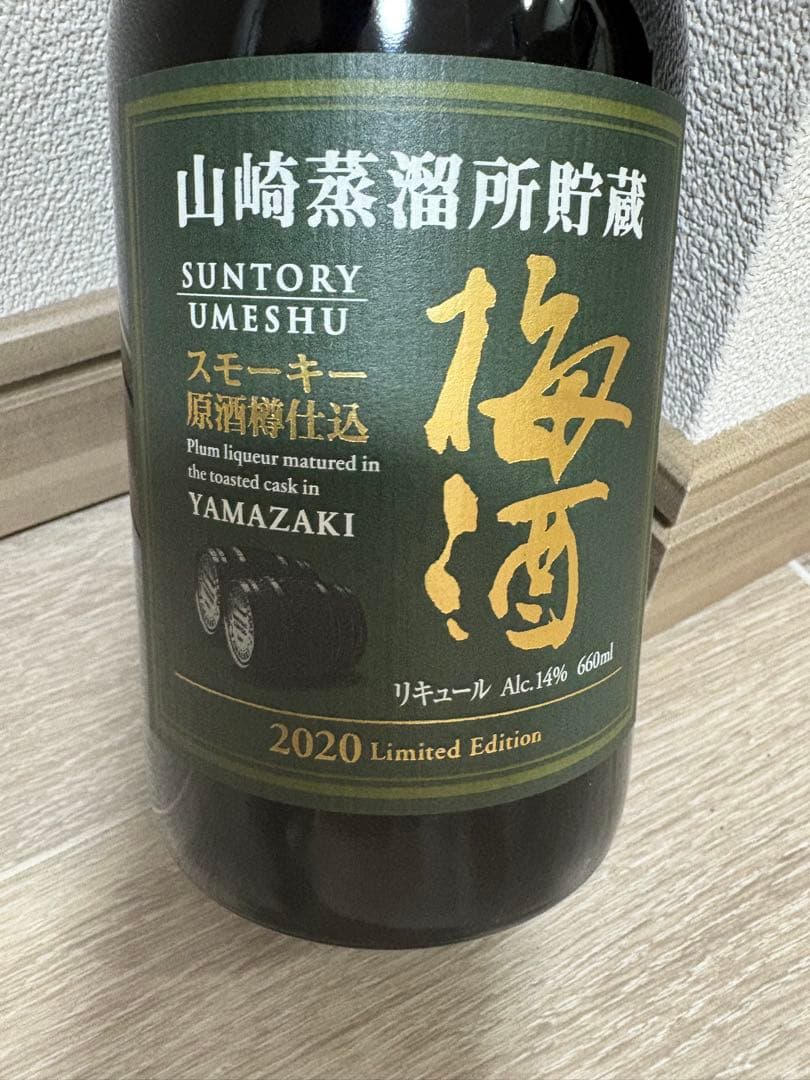 山崎蒸溜所貯蔵
SUNTORY
UMESHU
スモーキー
原酒樽仕込
Plum liqueur matured in
the toasted cask in
YAMAZAKI
梅酒
リキュール Alc.14% 660ml
2020 Limited Edition